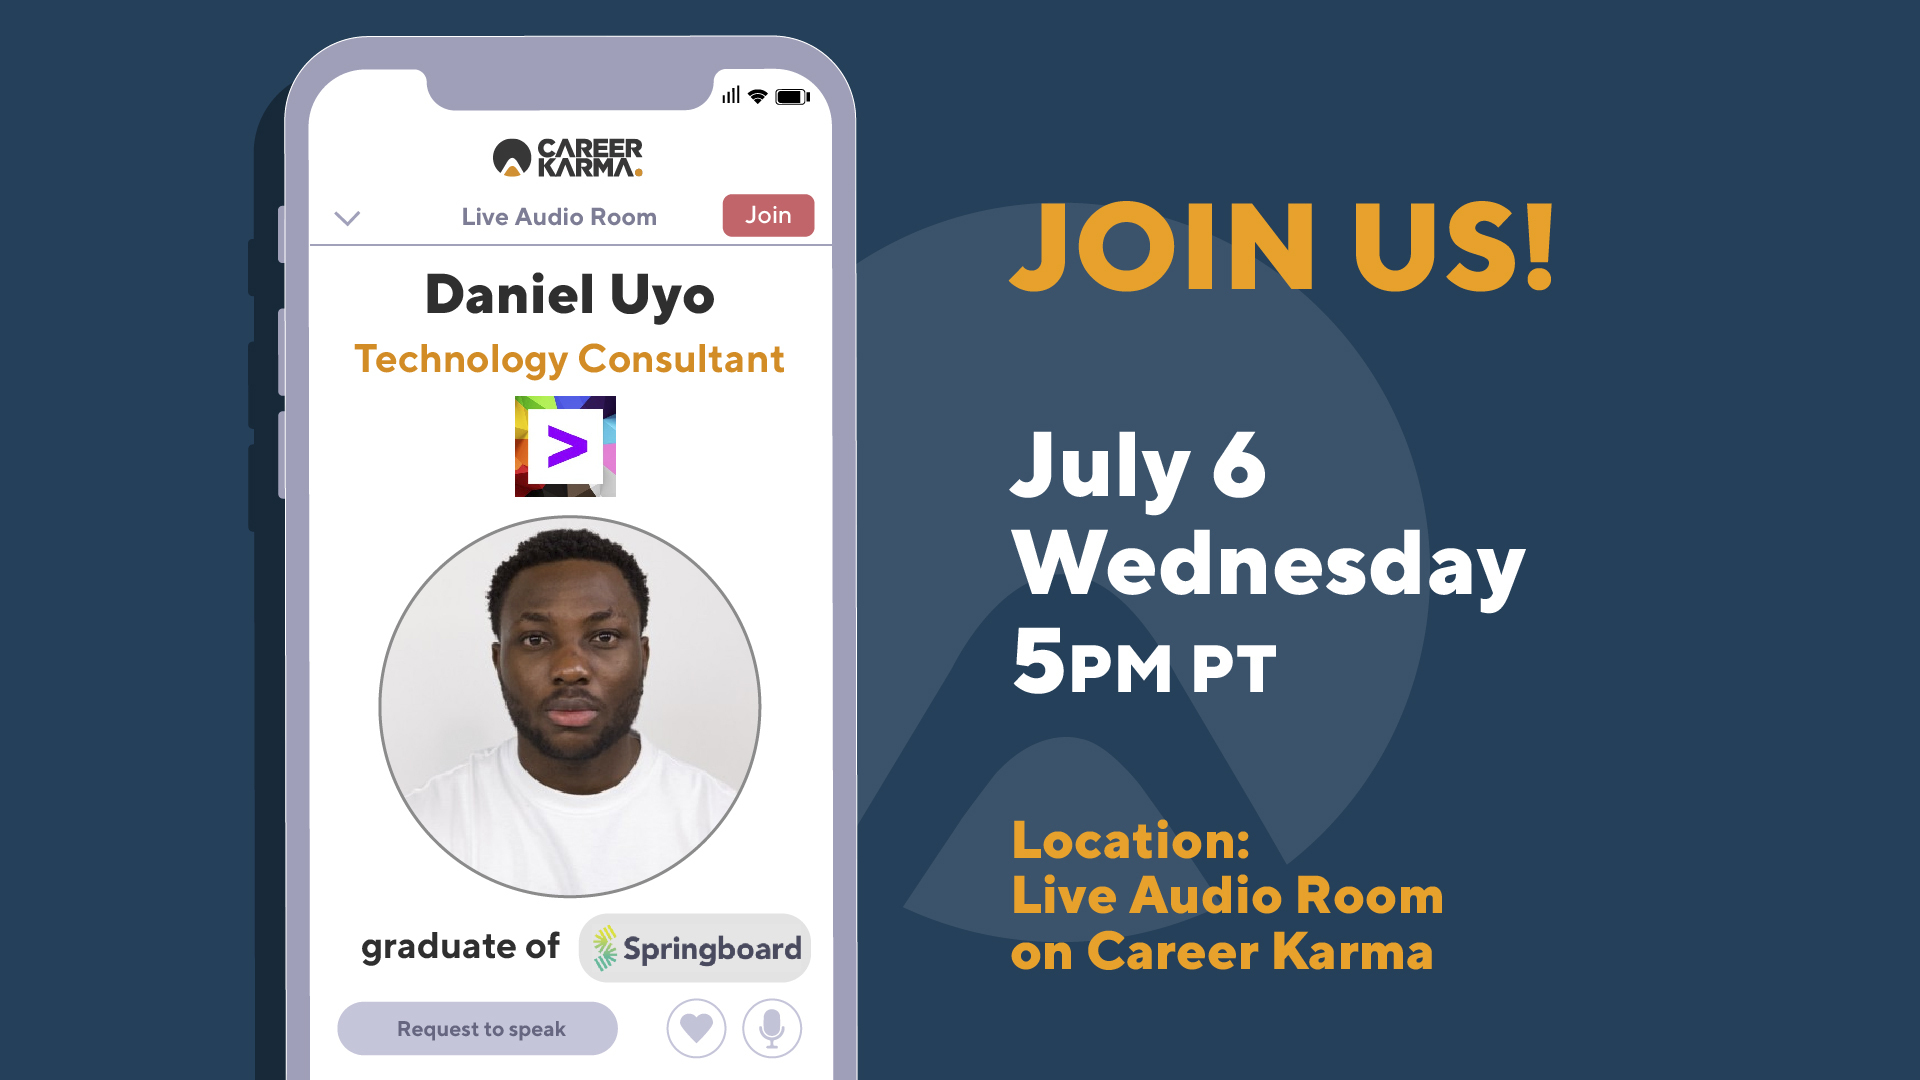 CAREER
KARMA.
Live Audio Room
Join
Daniel Uyo
Technology Consultant
>
graduate of
Springboard
Request to speak
JOIN US!
July 6
Wednesday
5PM PT
Location:
Live Audio Room
on Career Karma